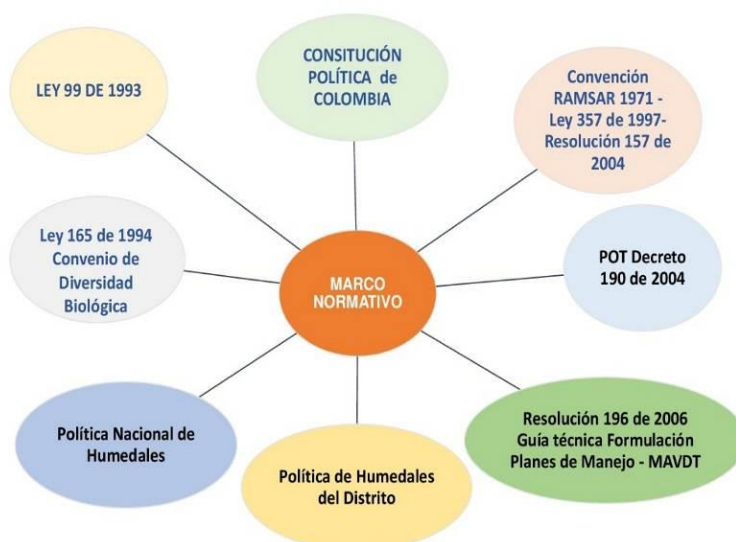 CONSITUCIÓN
POLÍTICA de
COLOMBIA
LEY 99 DE 1993
Convención
RAMSAR 1971 -
Ley 357 de 1997-
Resolución 157 de
2004
Ley 165 de 1994
Convenio de
Diversidad
Biológica
MARCO
NORMATIVO
POT Decreto
190 de 2004
Política Nacional de
Humedales
Política de Humedales
del Distrito
Resolución 196 de 2006
Guía técnica Formulación
Planes de Manejo - MAVDT